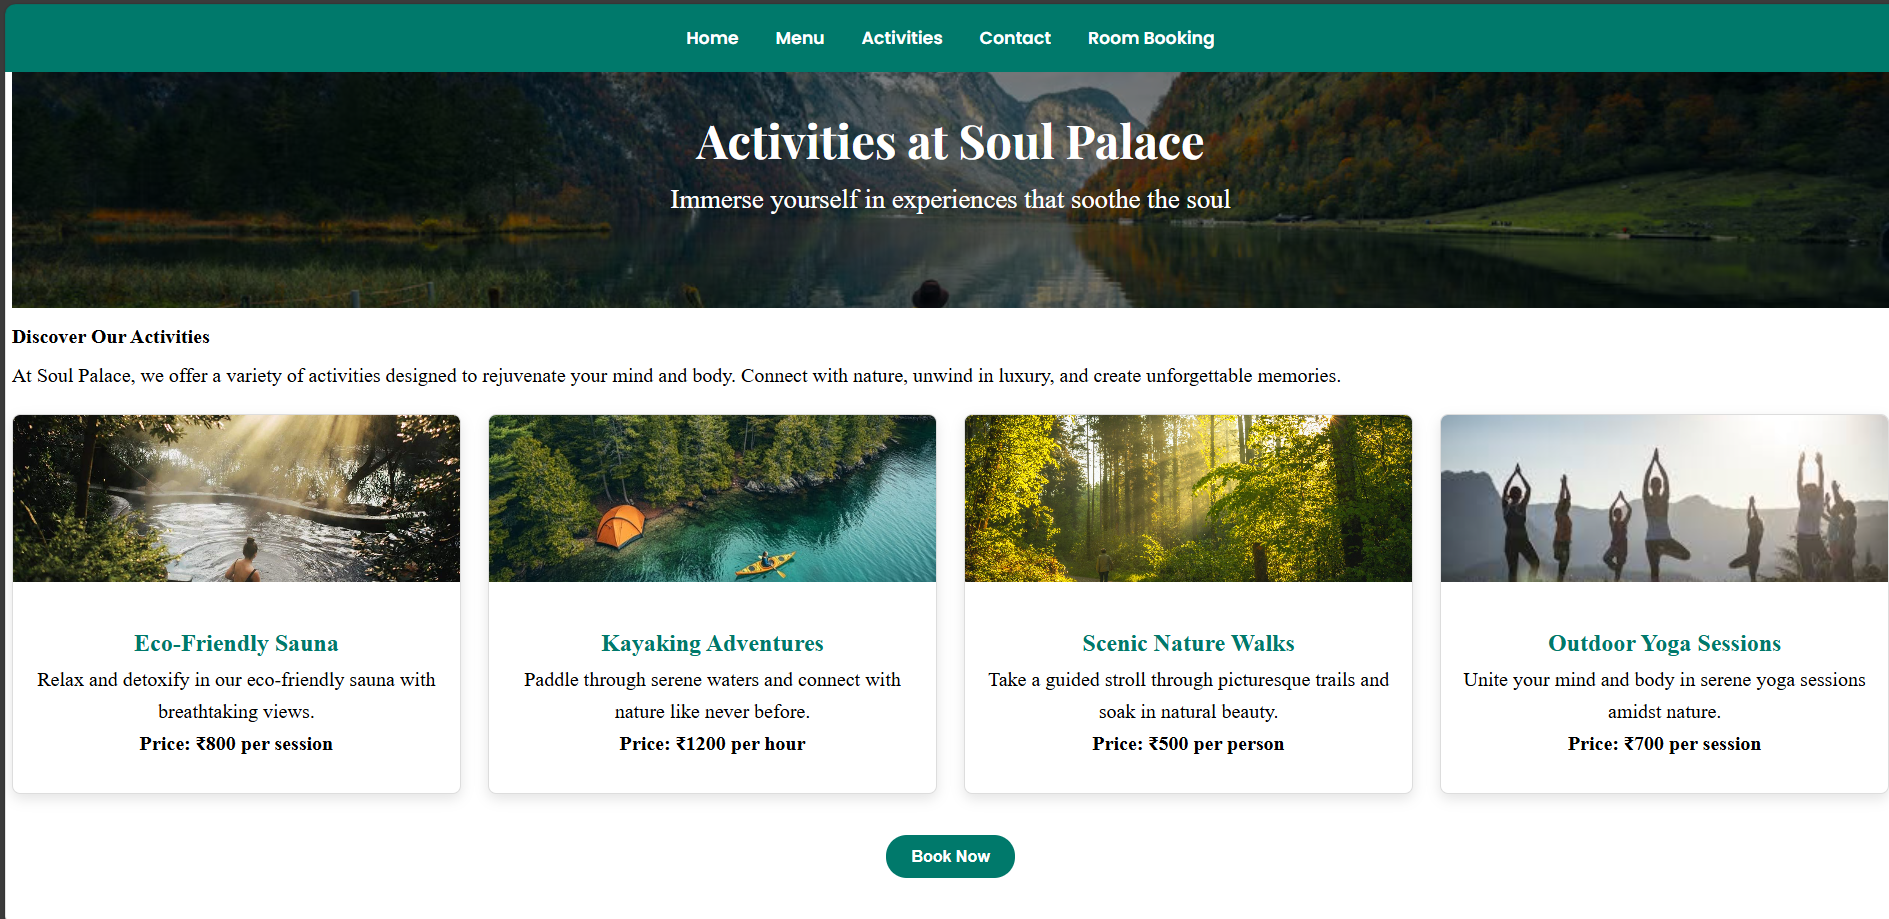 Home Menu Activities Contact Room Booking
Activities at Soul Palace
Immerse yourself in experiences that soothe the soul
Discover Our Activities
At Soul Palace, we offer a variety of activities designed to rejuvenate your mind and body. Connect with nature, unwind in luxury, and create unforgettable memories.
Eco-Friendly Sauna
Relax and detoxify in our eco-friendly sauna with
breathtaking views.
Price: ₹800 per session
Kayaking Adventures
Paddle through serene waters and connect with
nature like never before.
Price: ₹1200 per hour
Scenic Nature Walks
Take a guided stroll through picturesque trails and
soak in natural beauty.
Price: ₹500 per person
Outdoor Yoga Sessions
Unite your mind and body in serene yoga sessions
amidst nature.
Price: ₹700 per session
Book Now